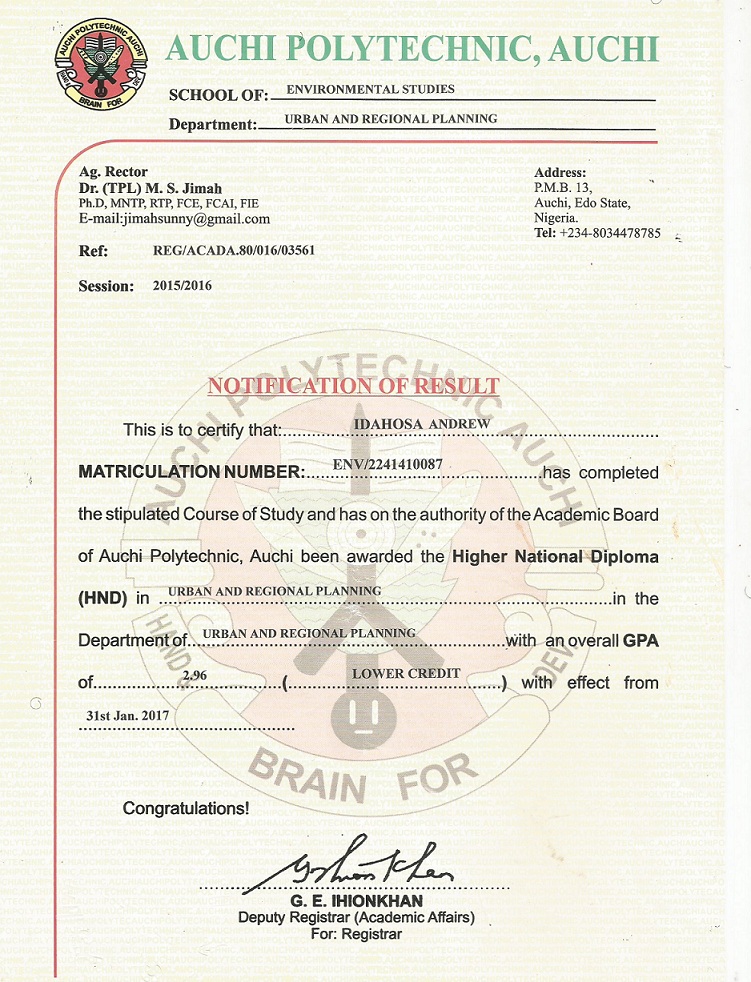 AUCHI POLYTECHNIC AUCHI
HAND &
DEV.
BRAIN FOR
AUCHI POLYTECHNIC, AUCHI
SCHOOL OF: ENVIRONMENTAL STUDIES
Department: URBAN AND REGIONAL PLANNING
Ag. Rector
Dr. (TPL) M. S. Jimah
Ph.D, MNTP, RTP, FCE, FCAI, FIE
E-mail:jimahsunny@gmail.com
Address:
P.M.B. 13,
Auchi, Edo State,
Nigeria.
Tel: +234-8034478785
Ref: REG/ACADA.80/016/03561
Session: 2015/2016
AUCHI POLYTECHNIC AUCHI
NOTIFICATION OF RESULT
This is to certify that: IDAHOSA ANDREW
MATRICULATION NUMBER: ENV/2241410087 has completed
the stipulated Course of Study and has on the authority of the Academic Board
of Auchi Polytechnic, Auchi been awarded the Higher National Diploma
(HND) in URBAN AND REGIONAL PLANNING in the
Department of URBAN AND REGIONAL PLANNING with an overall GPA
of 2.96 (LOWER CREDIT) with effect from
31st Jan. 2017
HAND &
DEV.
BRAIN FOR
Congratulations!
G. E. IHIONKHAN
Deputy Registrar (Academic Affairs)
For: Registrar